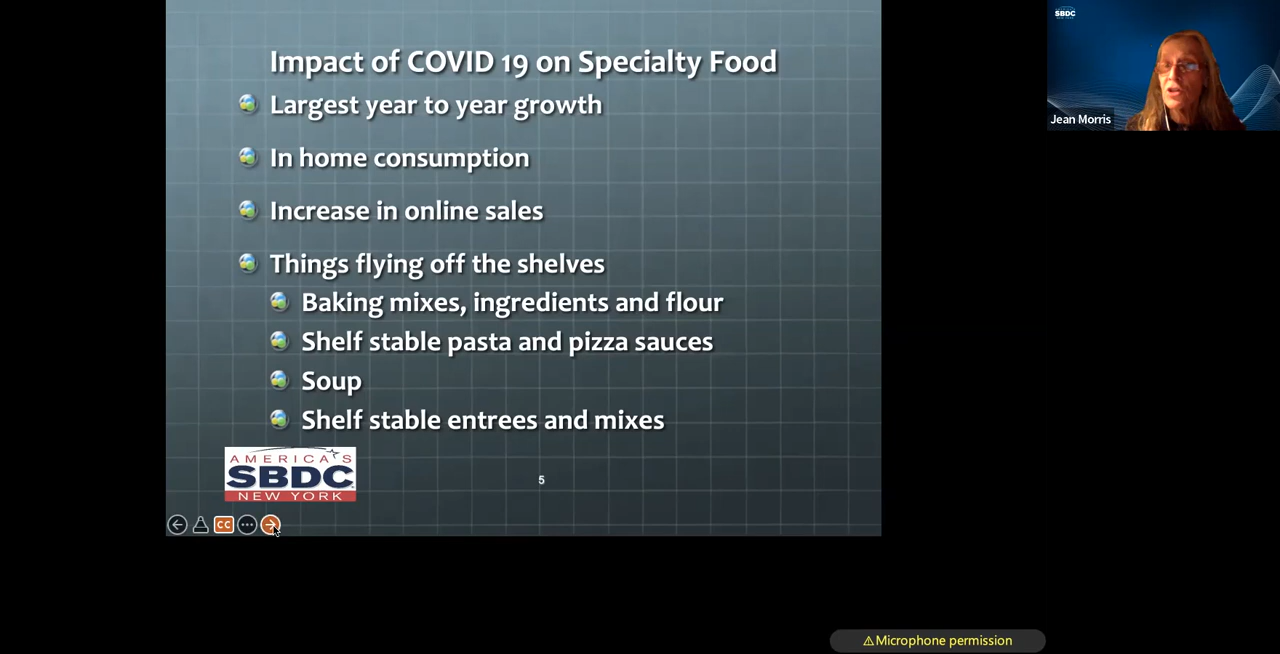 Impact of COVID 19 on Specialty Food
Largest year to year growth
In home consumption
Increase in online sales
Things flying off the shelves
Baking mixes, ingredients and flour
Shelf stable pasta and pizza sauces
Soup
Shelf stable entrees and mixes
AMERICA'S
SBDC
NEW YORK
5
CC
SBDC
NEW YORK
Jean Morris
Microphone permission